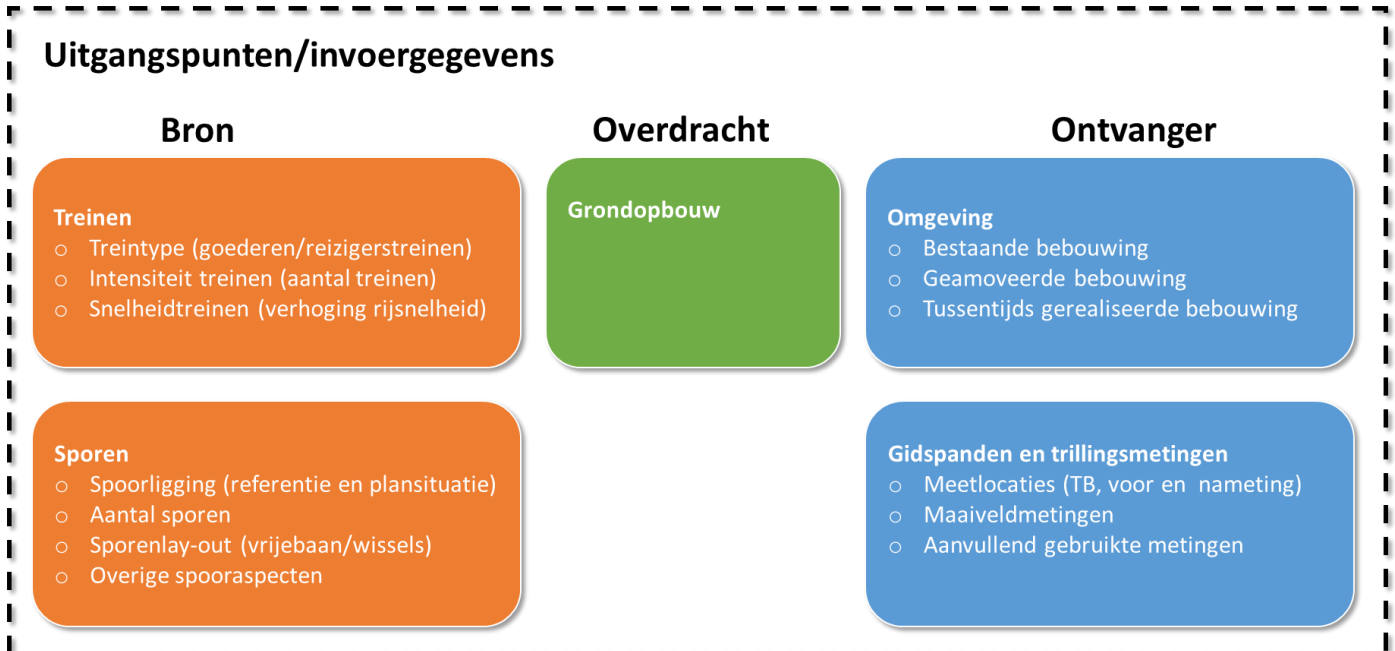 Uitgangspunten/invoergegevens
Bron
Overdracht
Ontvanger
Treinen
o Treintype (goederen/reizigerstreinen)
o Intensiteit treinen (aantal treinen)
o Snelheidtreinen (verhoging rijsnelheid)
Grondopbouw
Omgeving
o Bestaande bebouwing
o Geamoveerde bebouwing
o Tussentijds gerealiseerde bebouwing
Sporen
o Spoorligging (referentie en plansituatie)
o Aantal sporen
o Sporenlay-out (vrijebaan/wissels)
o Overige spooraspecten
Gidspanden en trillingsmetingen
o Meetlocaties (TB, voor en nameting)
o Maaiveldmetingen
o Aanvullend gebruikte metingen